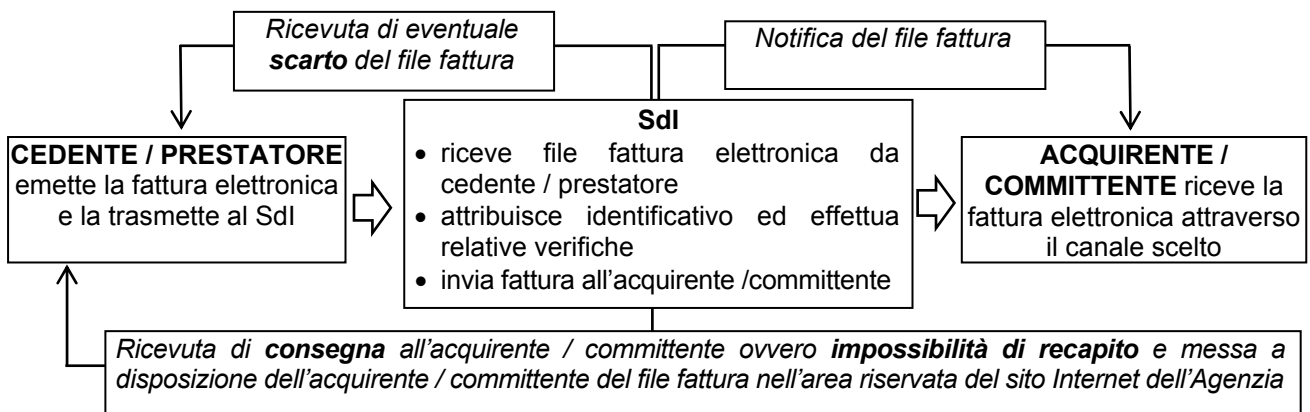 Ricevuta di eventuale
scarto del file fattura
Notifica del file fattura
CEDENTE / PRESTATORE
emette la fattura elettronica
e la trasmette al SdI
SdI
• riceve file fattura elettronica da
cedente / prestatore
• attribuisce identificativo ed effettua
relative verifiche
• invia fattura all’acquirente /committente
ACQUIRENTE /
COMMITTENTE riceve la
fattura elettronica attraverso
il canale scelto
Ricevuta di consegna all’acquirente / committente ovvero impossibilità di recapito e messa a
disposizione dell’acquirente / committente del file fattura nell’area riservata del sito Internet dell’Agenzia